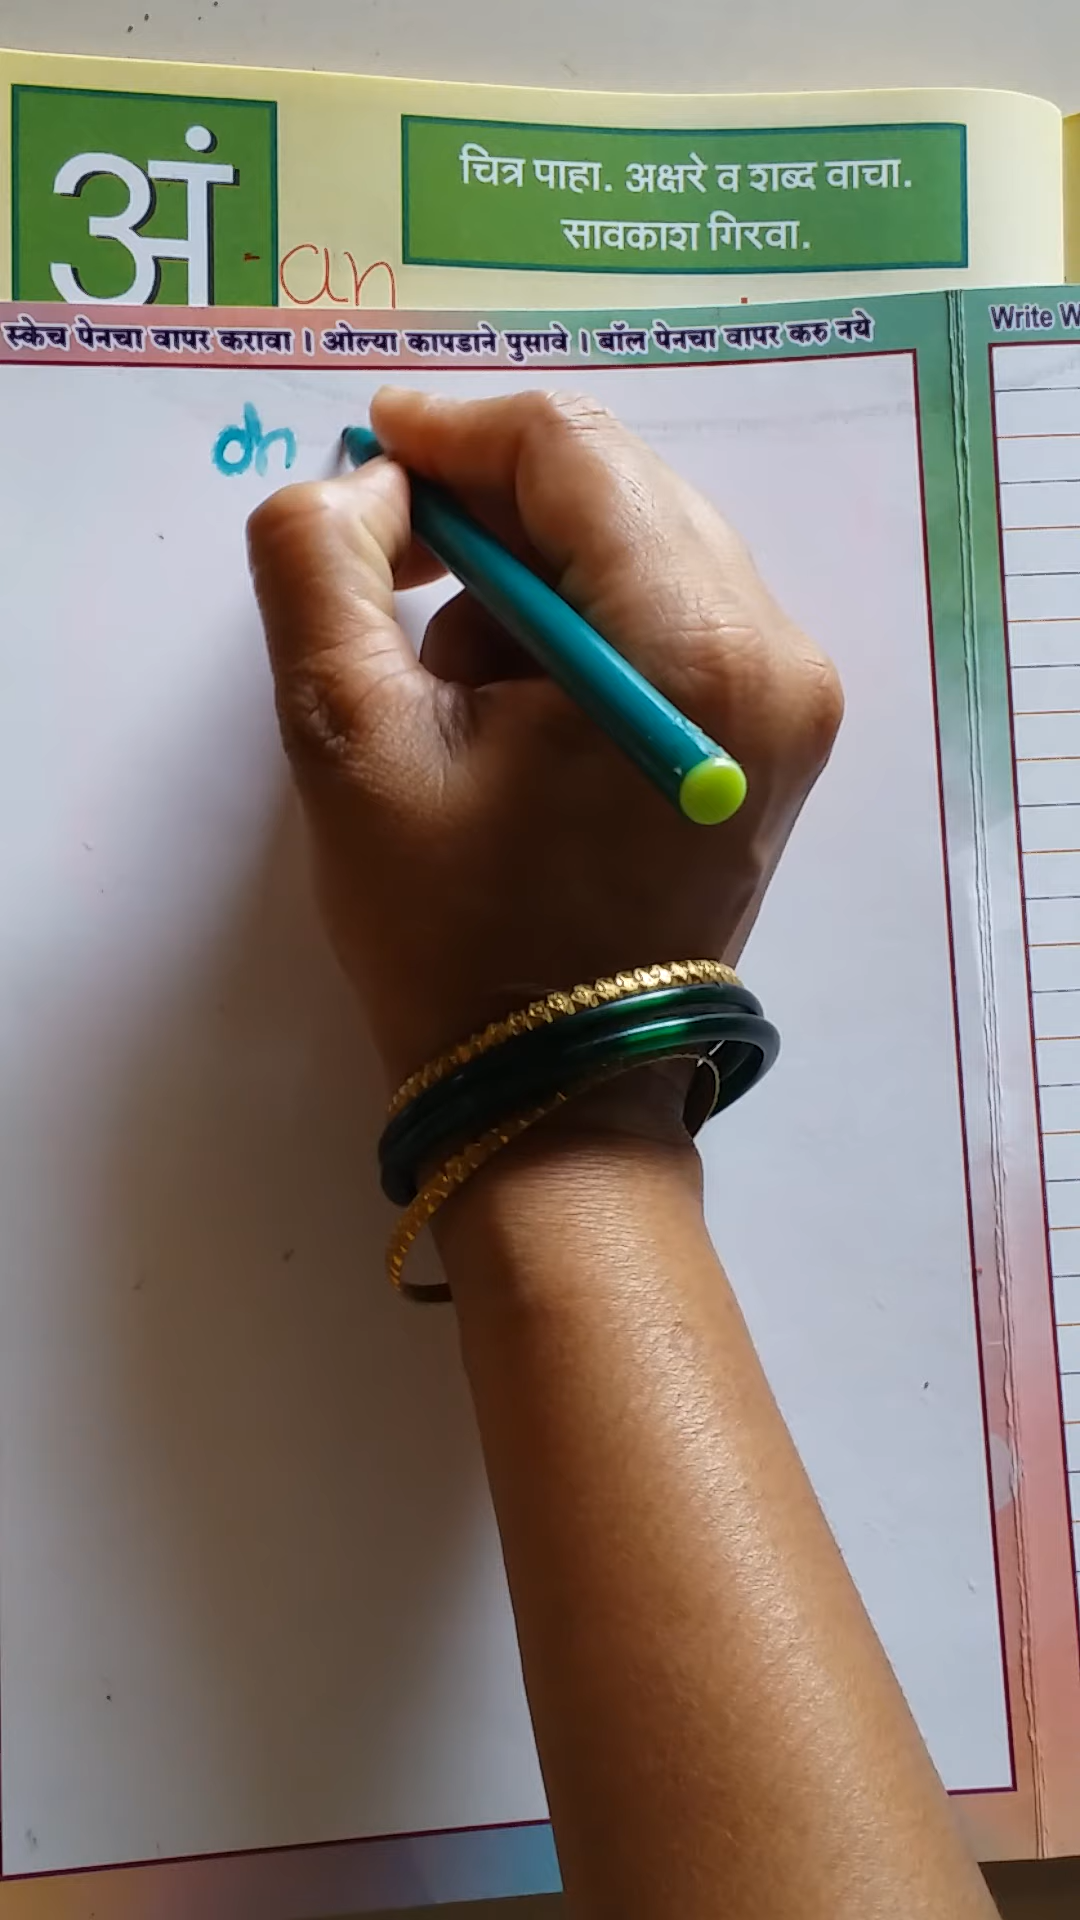 अं
-an
चित्र पाहा. अक्षरे व शब्द वाचा.
सावकाश गिरवा.
स्केच पेनचा वापर करावा । ओल्या कापडाने पुसावे । बॉल पेनचा वापर करु नये
Write W
an